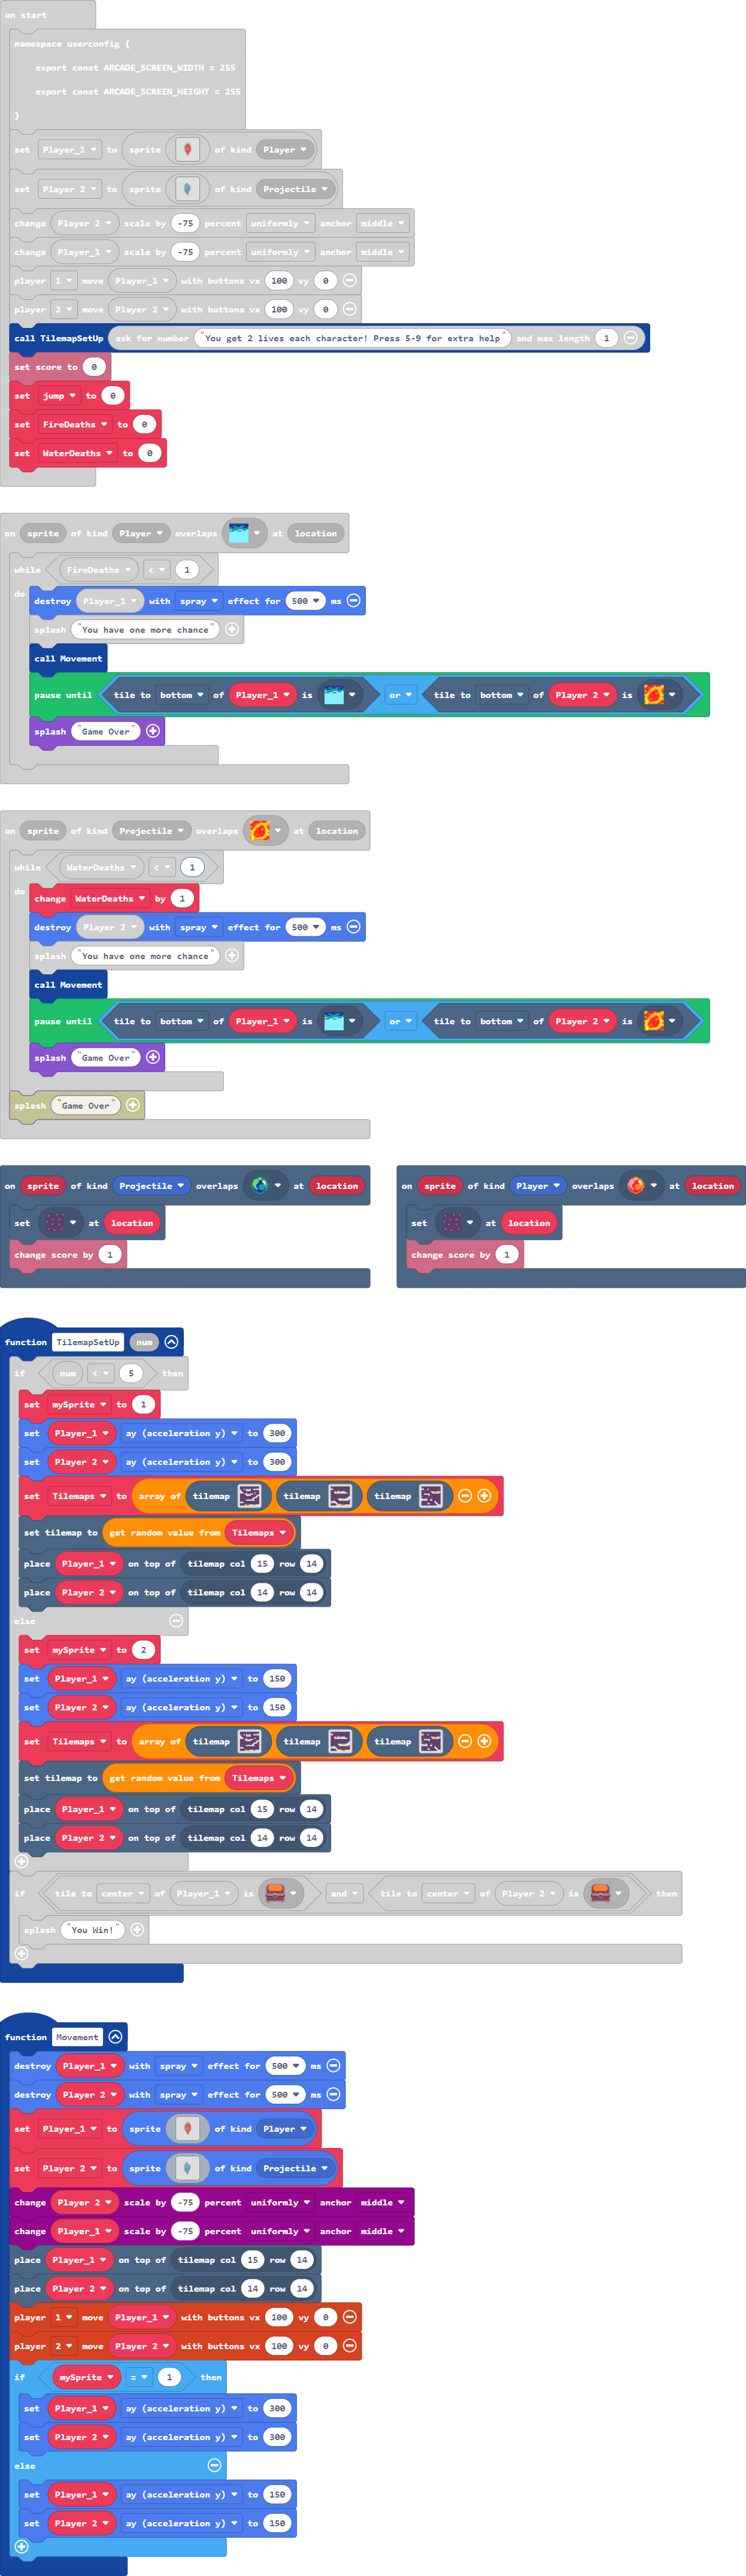 on start
namespace userconfig {
export const ARCADE_SCREEN_WIDTH = 255
export const ARCADE_SCREEN_HEIGHT = 255
}
set Player_1 to sprite of kind Player
set Player 2 to sprite of kind Projectile
change Player 2 scale by -75 percent uniformly anchor middle
change Player_1 scale by -75 percent uniformly anchor middle
player 1 move Player_1 with buttons vx 100 vy 0
player 2 move Player 2 with buttons vx 100 vy 0
call TilemapSetUp ask for number "You get 2 lives each character! Press 5-9 for extra help" and max length 1
set score to 0
set jump to 0
set FireDeaths to 0
set WaterDeaths to 0
on sprite of kind Player overlaps at location
while FireDeaths < 1
do
destroy Player_1 with spray effect for 500 ms
splash "You have one more chance"
call Movement
pause until tile to bottom of Player_1 is or tile to bottom of Player 2 is
splash "Game Over"
on sprite of kind Projectile overlaps at location
while WaterDeaths < 1
do
change WaterDeaths by 1
destroy Player 2 with spray effect for 500 ms
splash "You have one more chance"
call Movement
pause until tile to bottom of Player_1 is or tile to bottom of Player 2 is
splash "Game Over"
splash "Game Over"
on sprite of kind Projectile overlaps at location
set at location
change score by 1
on sprite of kind Player overlaps at location
set at location
change score by 1
function TilemapSetUp num
if num < 5 then
set mySprite to 1
set Player_1 ay (acceleration y) to 300
set Player 2 ay (acceleration y) to 300
set Tilemaps to array of tilemap tilemap tilemap
set tilemap to get random value from Tilemaps
place Player_1 on top of tilemap col 15 row 14
place Player 2 on top of tilemap col 14 row 14
else
set mySprite to 2
set Player_1 ay (acceleration y) to 150
set Player 2 ay (acceleration y) to 150
set Tilemaps to array of tilemap tilemap tilemap
set tilemap to get random value from Tilemaps
place Player_1 on top of tilemap col 15 row 14
place Player 2 on top of tilemap col 14 row 14
if tile to center of Player_1 is and tile to center of Player 2 is then
splash "You Win!"
function Movement
destroy Player_1 with spray effect for 500 ms
destroy Player 2 with spray effect for 500 ms
set Player_1 to sprite of kind Player
set Player 2 to sprite of kind Projectile
change Player 2 scale by -75 percent uniformly anchor middle
change Player_1 scale by -75 percent uniformly anchor middle
place Player_1 on top of tilemap col 15 row 14
place Player 2 on top of tilemap col 14 row 14
player 1 move Player_1 with buttons vx 100 vy 0
player 2 move Player 2 with buttons vx 100 vy 0
if mySprite = 1 then
set Player_1 ay (acceleration y) to 300
set Player 2 ay (acceleration y) to 300
else
set Player_1 ay (acceleration y) to 150
set Player 2 ay (acceleration y) to 150